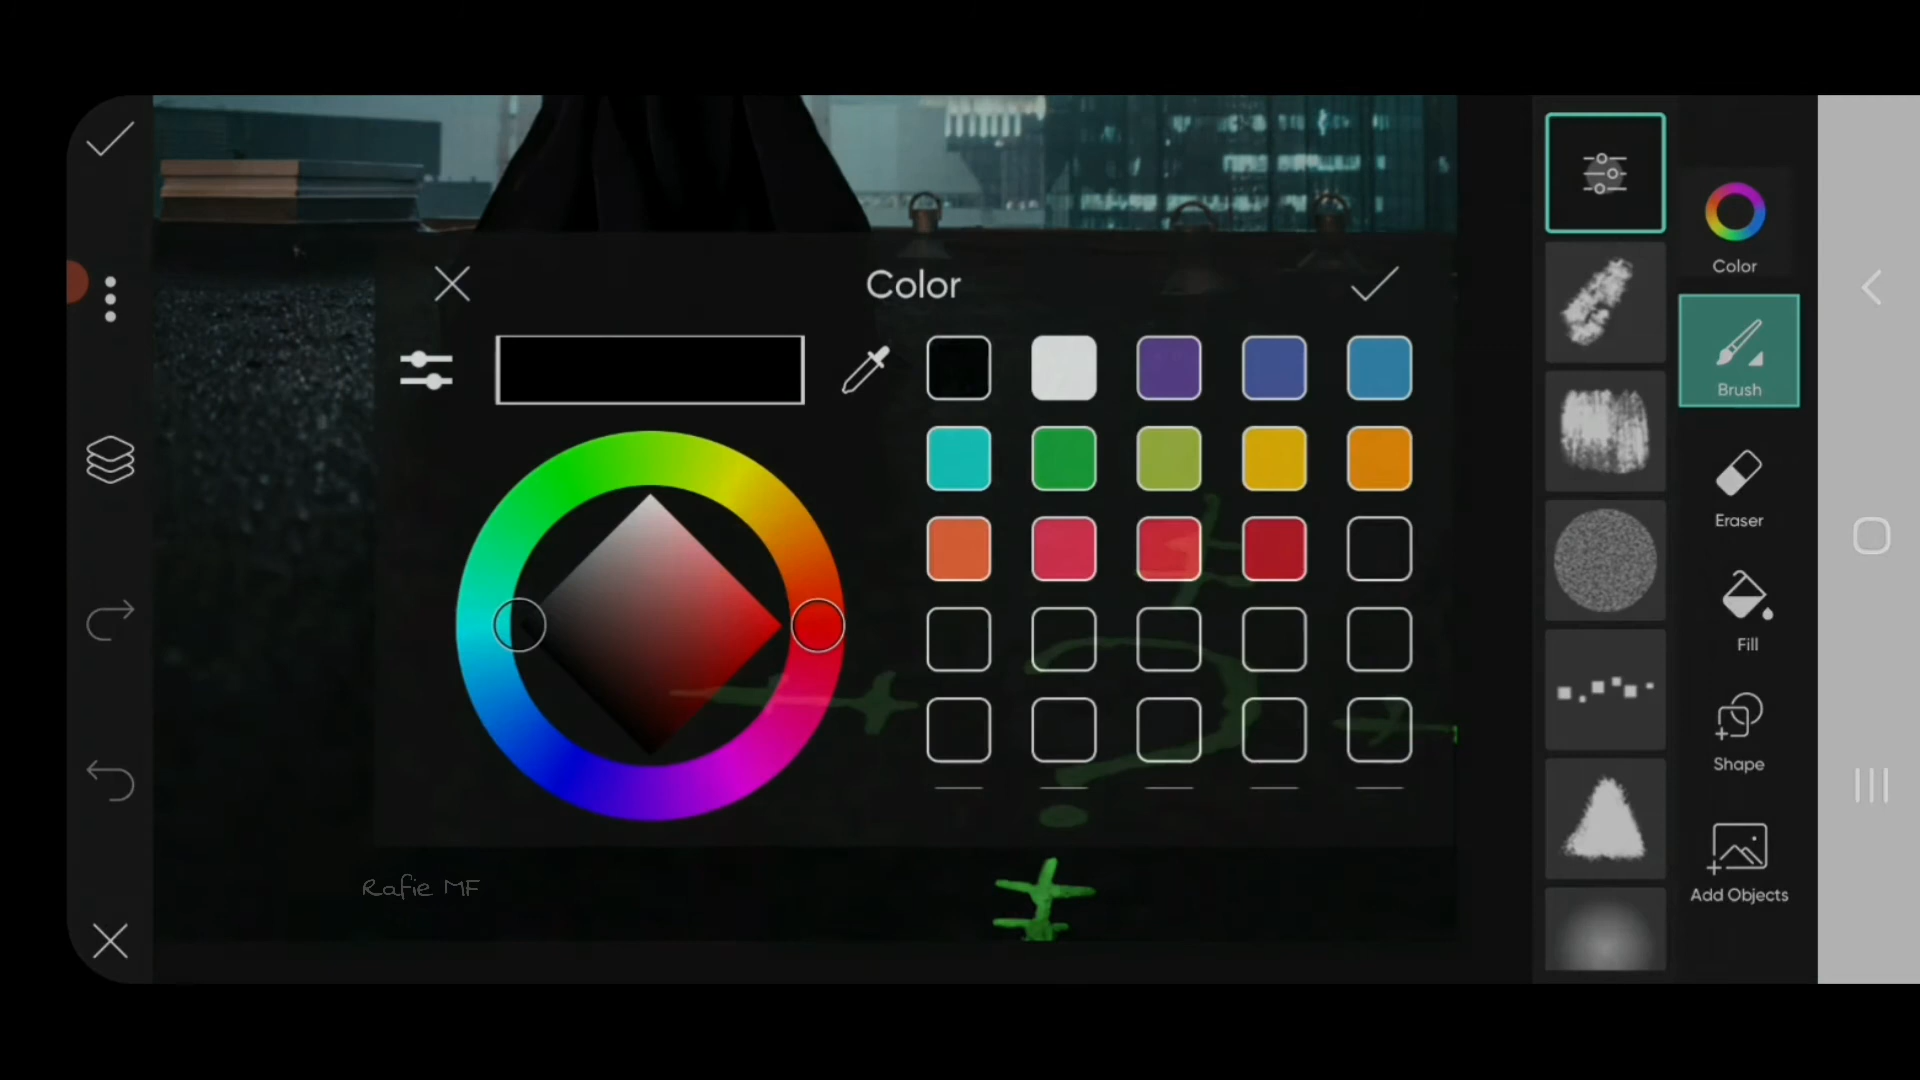 Color
Color
Brush
Eraser
Fill
Shape
Add Objects
Rafie MF